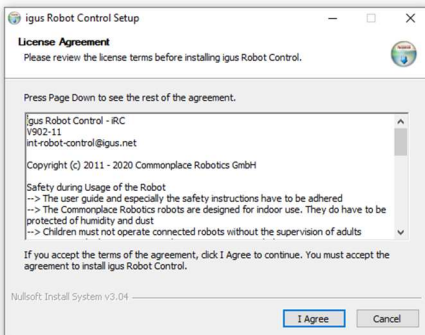 igus Robot Control Setup
License Agreement
Please review the license terms before installing igus Robot Control.
Press Page Down to see the rest of the agreement.
igus Robot Control - iRC
V902-11
int-robot-control@igus.net
Copyright (c) 2011 - 2020 Commonplace Robotics GmbH
Safety during Usage of the Robot
--> The user guide and especially the safety instructions have to be adhered
--> The Commonplace Robotics robots are designed for indoor use. They do have to be
protected of humidity and dust
--> Children must not operate connected robots without the supervision of adults
If you accept the terms of the agreement, click I Agree to continue. You must accept the
agreement to install igus Robot Control.
Nullsoft Install System v3.04
I Agree
Cancel